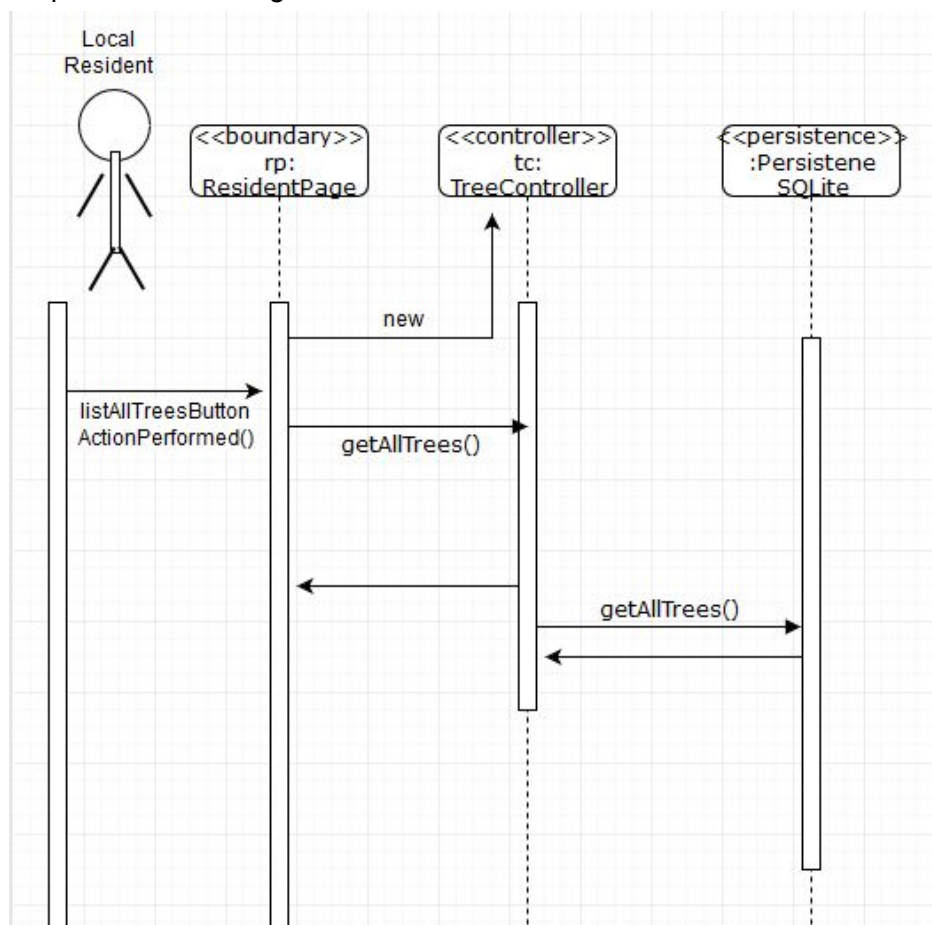 Local
Resident
<<boundary>>
rp:
ResidentPage
<<controller>>
tc:
TreeController
<<persistence>>
:Persistene
SQLite
new
listAllTreesButton
ActionPerformed()
getAllTrees()
getAllTrees()